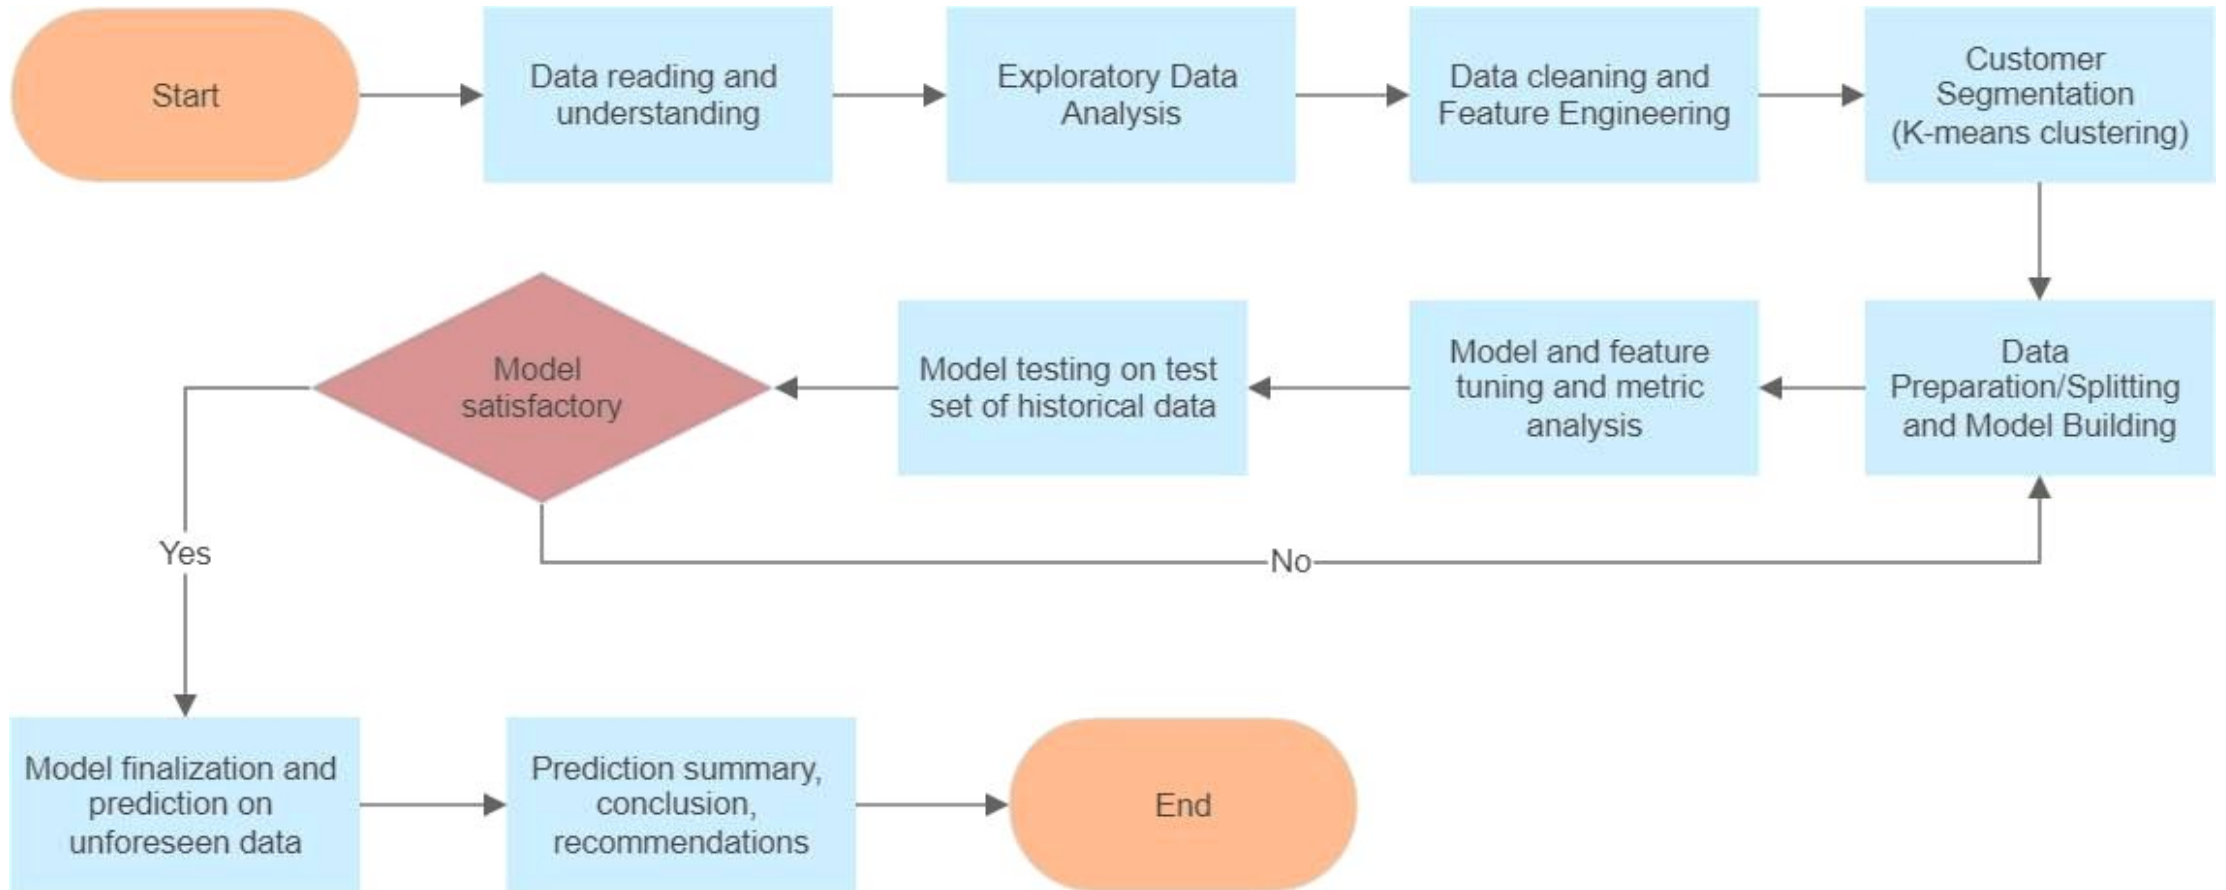 Start
Data reading and
understanding
Exploratory Data
Analysis
Data cleaning and
Feature Engineering
Customer
Segmentation
(K-means clustering)
Data
Preparation/Splitting
and Model Building
Model and feature
tuning and metric
analysis
Model testing on test
set of historical data
Model
satisfactory
Yes
No
Model finalization and
prediction on
unforeseen data
Prediction summary,
conclusion,
recommendations
End